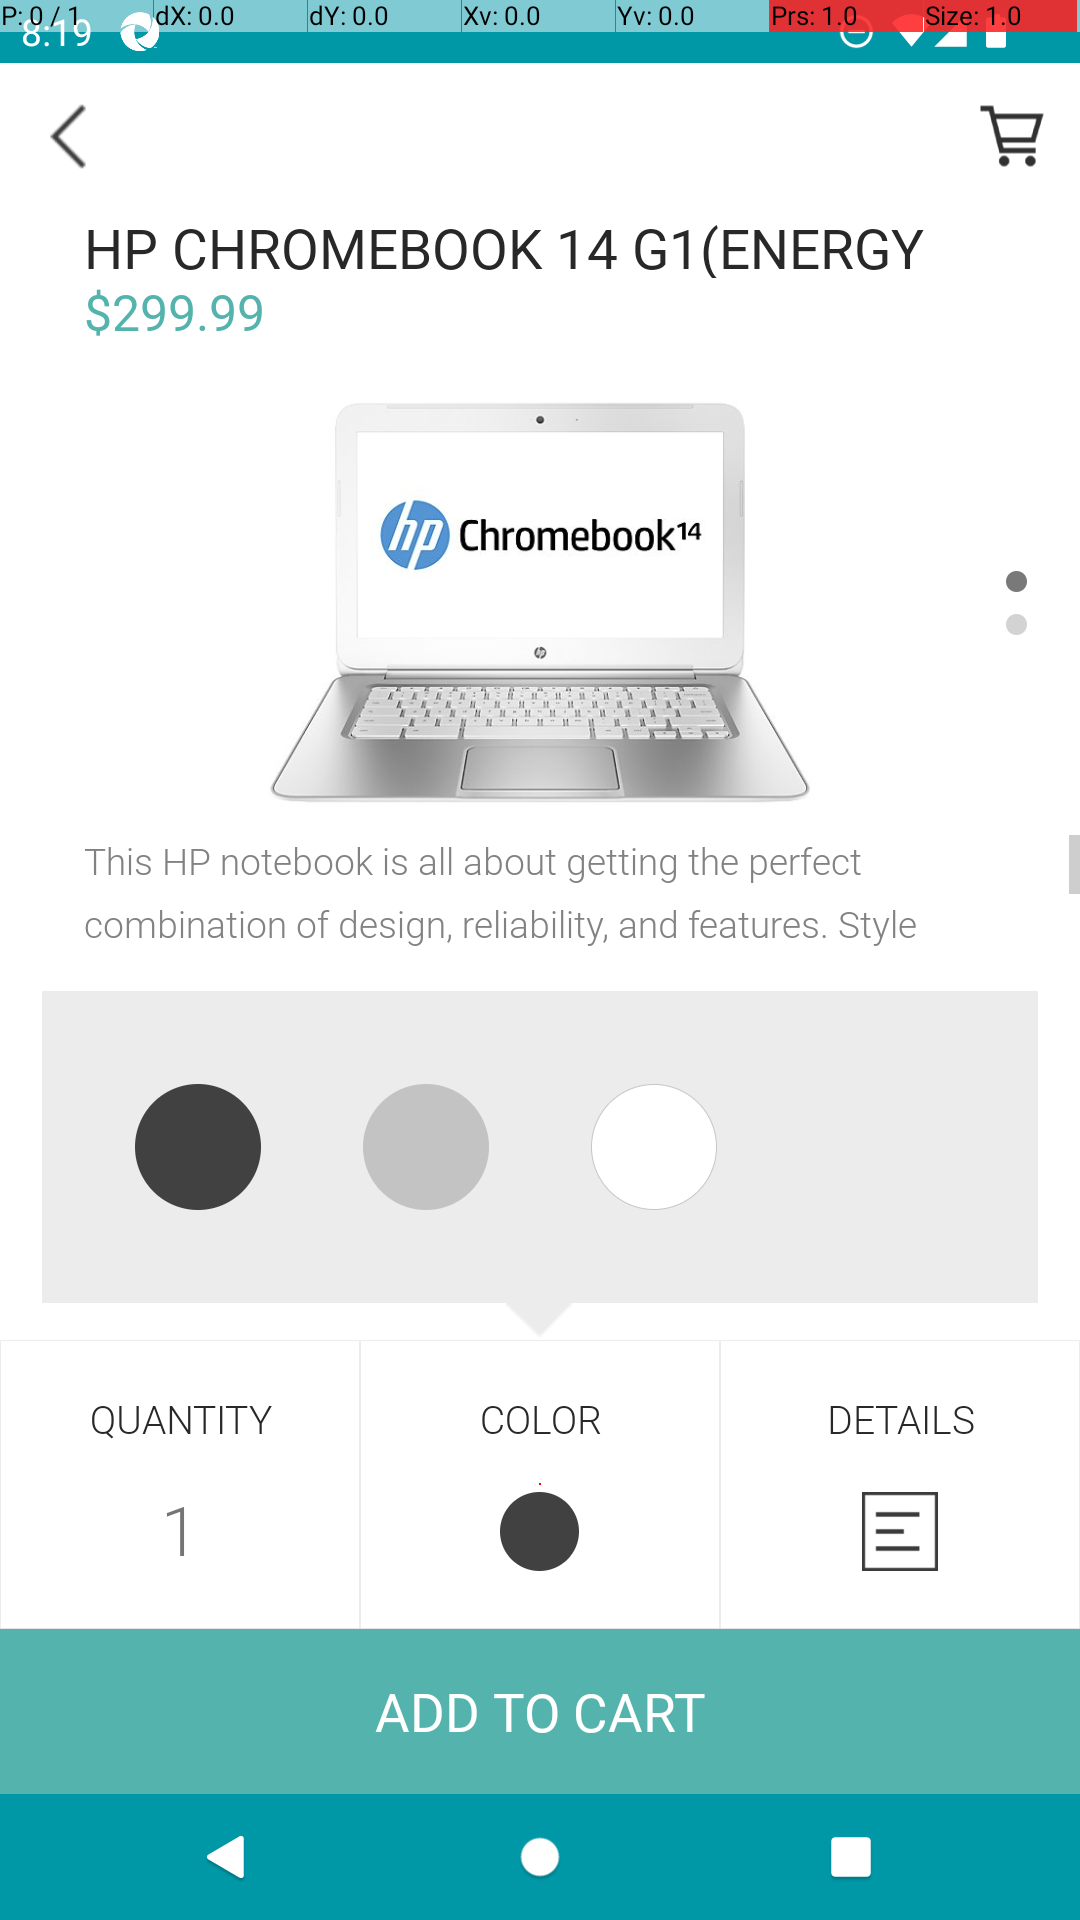 P: 0 / 1 dX: 0.0 dY: 0.0 Xv: 0.0 Yv: 0.0 Prs: 1.0 Size: 1.0
8:19
HP CHROMEBOOK 14 G1(ENERGY
$299.99
hp Chromebook14
hp
This HP notebook is all about getting the perfect
combination of design, reliability, and features. Style
QUANTITY COLOR DETAILS
1
ADD TO CART